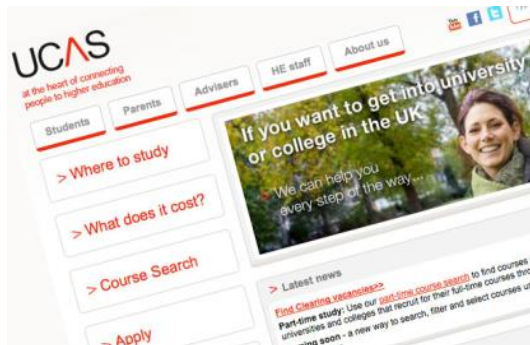 UCAS
at the heart of connecting
people to higher education
You
Tube
Students
Parents
Advisers
HE staff
About us
> Where to study
> What does it cost?
> Course Search
> Apply
If you want to get into university
or college in the UK
We can help you
every step of the way...
> Latest news
Find Clearing vacancies>>
Part-time study: Use our part-time course search to find courses
universities and colleges that recruit for their full-time courses
soon - a new way to search, filter and select courses